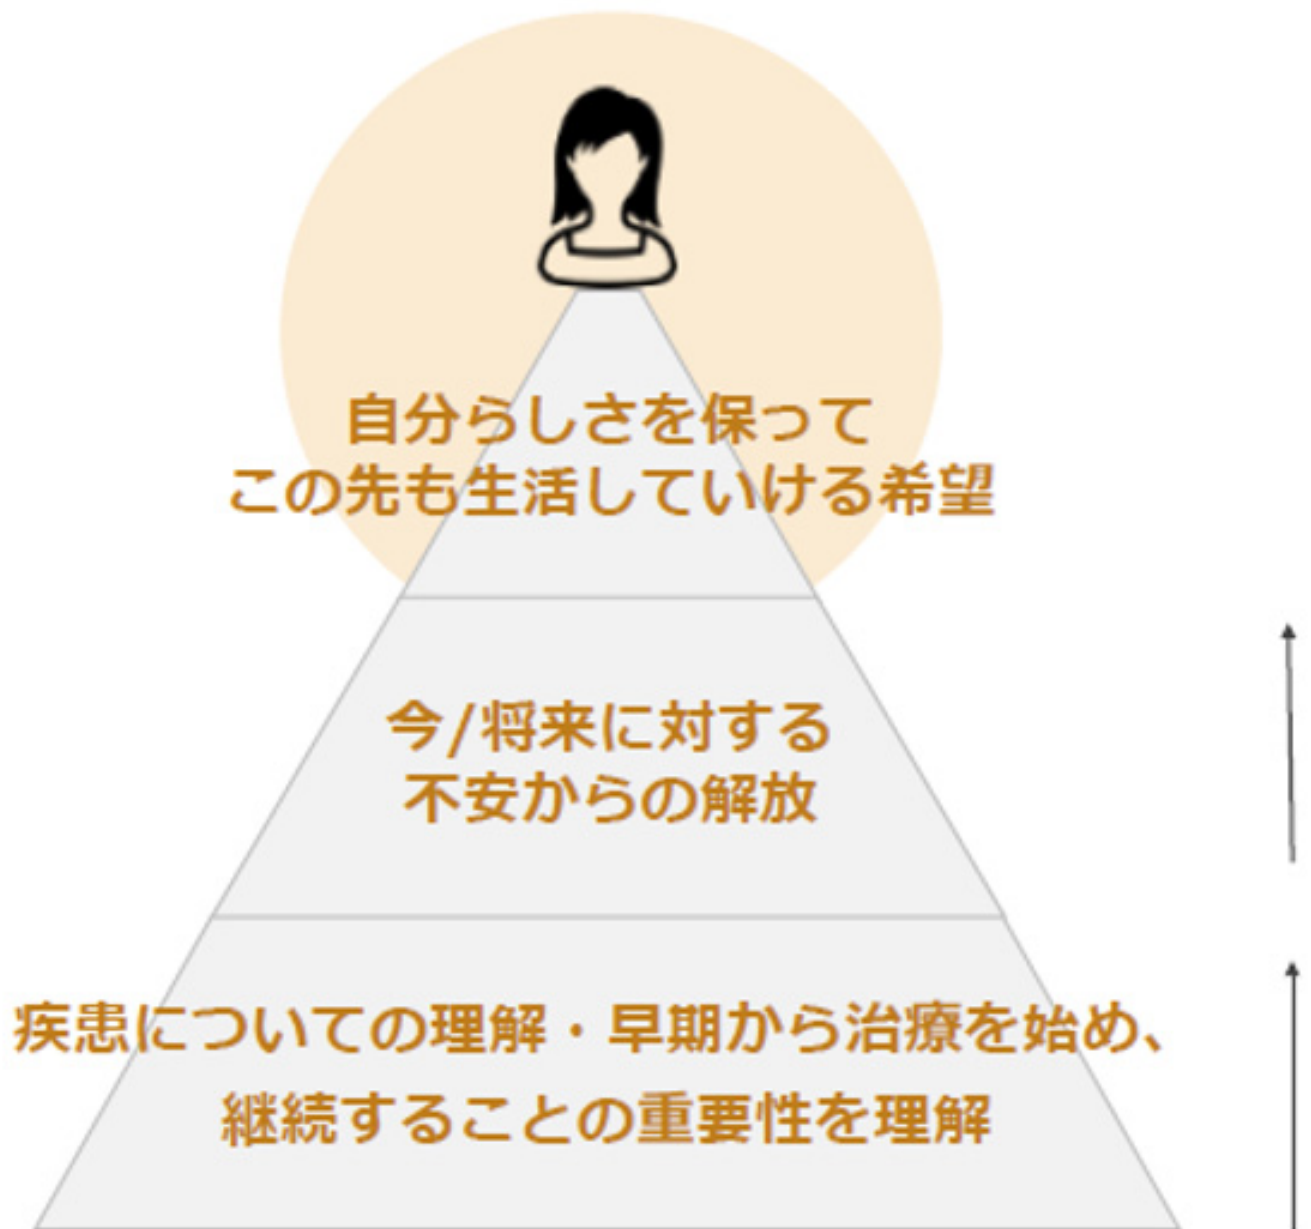 自分らしさを保って
この先も生活していける希望
今/将来に対する
不安からの解放
疾患についての理解・早期から治療を始め、
継続することの重要性を理解